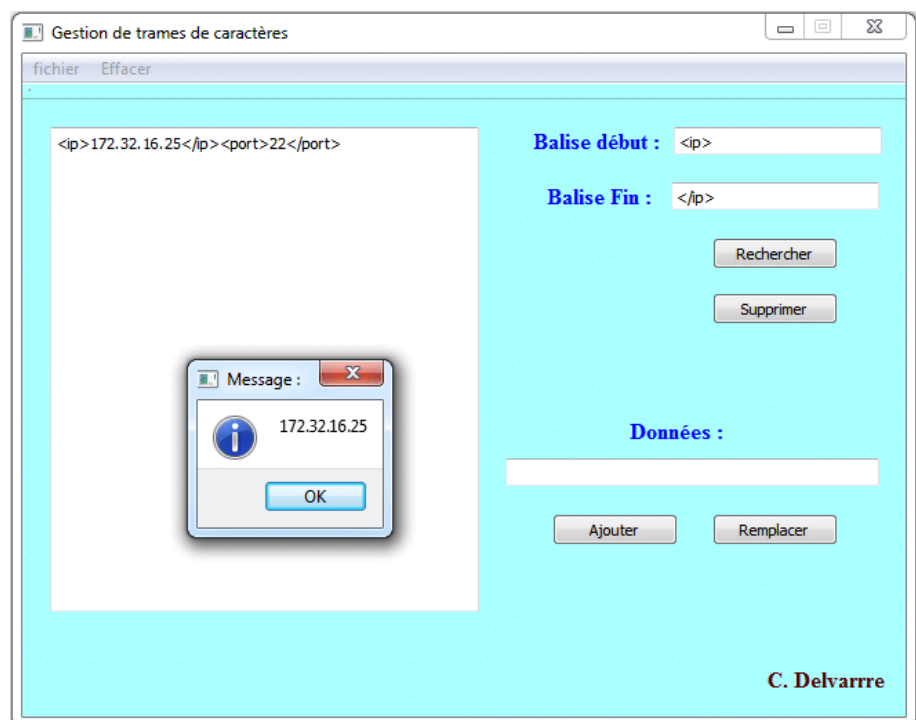 Gestion de trames de caractères
fichier Effacer
<ip>172.32.16.25</ip><port>22</port>
Balise début : <ip>
Balise Fin : </ip>
Rechercher
Supprimer
Message :
172.32.16.25
OK
Données :
Ajouter Remplacer
C. Delvarrre